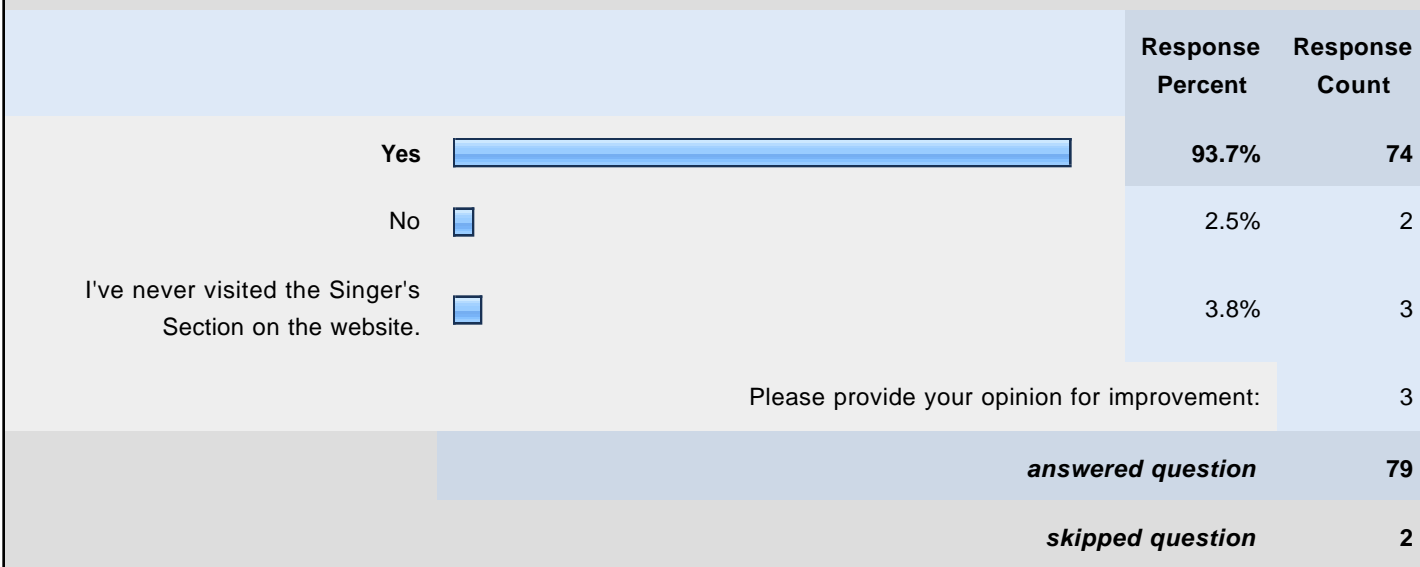 Response Response
Percent Count
Yes 93.7% 74
No 2.5% 2
I've never visited the Singer's
Section on the website. 3.8% 3
Please provide your opinion for improvement: 3
answered question 79
skipped question 2